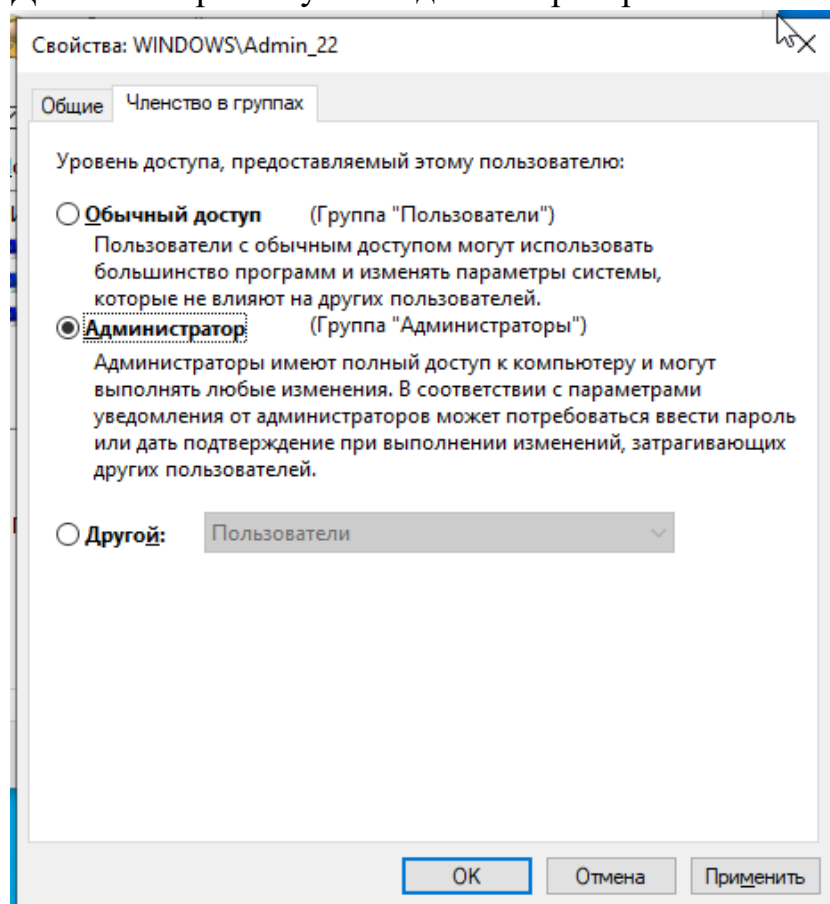 Свойства: WINDOWS\Admin_22
Общие Членство в группах
Уровень доступа, предоставляемый этому пользователю:
Обычный доступ (Группа "Пользователи")
Пользователи с обычным доступом могут использовать
большинство программ и изменять параметры системы,
которые не влияют на других пользователей.
Администратор (Группа "Администраторы")
Администраторы имеют полный доступ к компьютеру и могут
выполнять любые изменения. В соответствии с параметрами
уведомления от администраторов может потребоваться ввести пароль
или дать подтверждение при выполнении изменений, затрагивающих
других пользователей.
Другой: Пользователи
ОК Отмена Применить